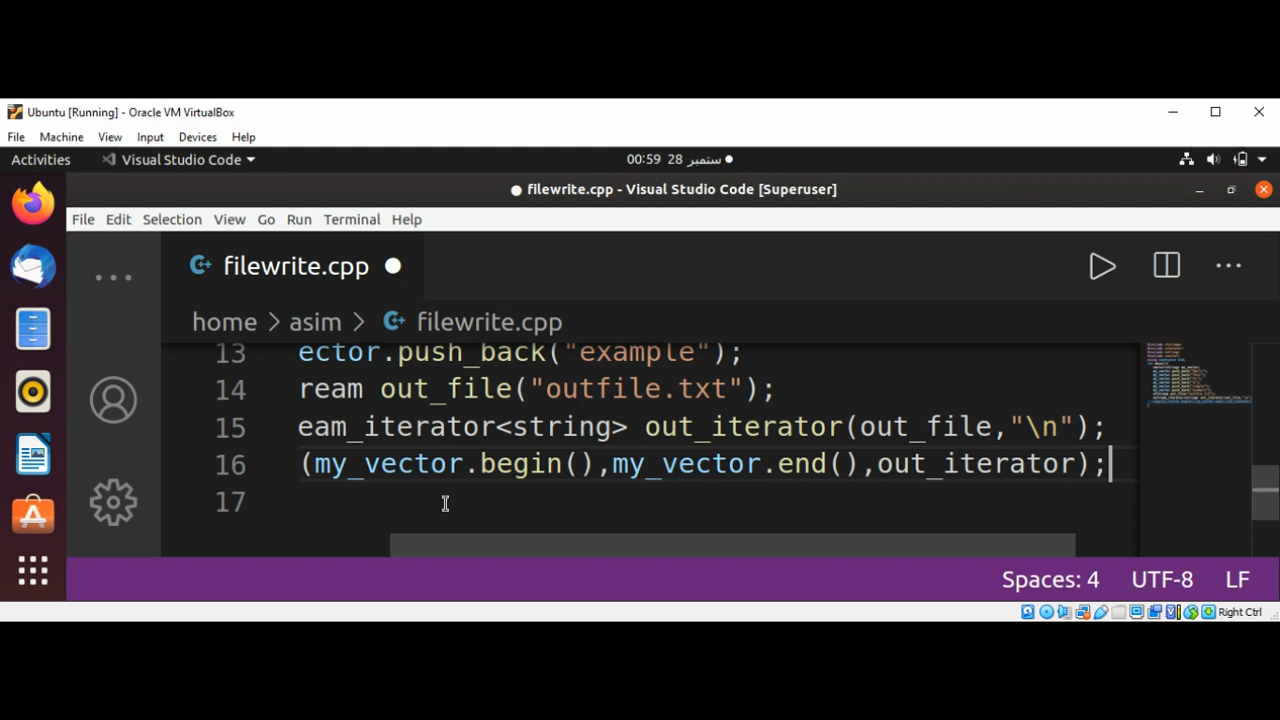 Ubuntu [Running] - Oracle VM VirtualBox
File Machine View Input Devices Help
Activities Visual Studio Code 00:59 28 ستمبر
filewrite.cpp - Visual Studio Code [Superuser]
File Edit Selection View Go Run Terminal Help
filewrite.cpp
home > asim > filewrite.cpp
13 ector.push_back("example");
14 ream out_file("outfile.txt");
15 eam_iterator<string> out_iterator(out_file,"\n");
16 (my_vector.begin(),my_vector.end(),out_iterator);
17
Spaces: 4 UTF-8 LF
Right Ctrl